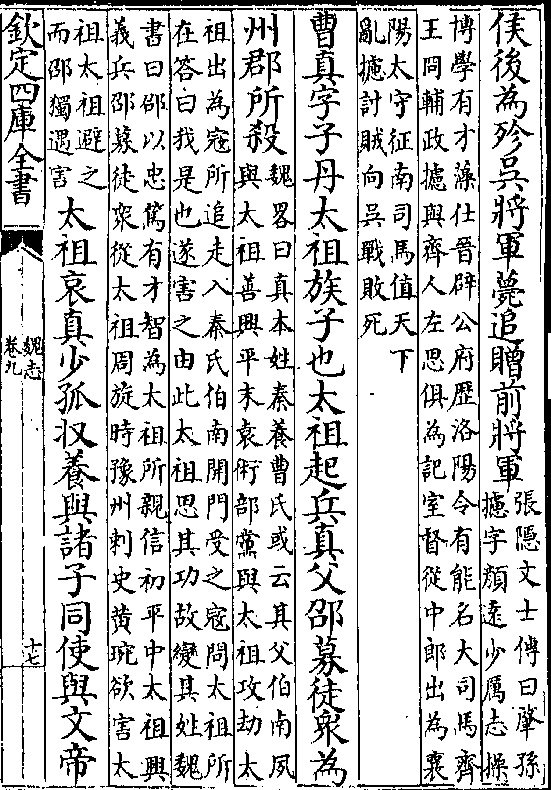 侯後為殄呉將軍薨追贈前將軍
張隠文士傳曰肇孫
攄字顔逺少厲志操
博學有才藻仕晉辟公府歴洛陽令有能名大司馬齊
王冏輔政攄與齊人左思俱為記室督從中郎出為襄
陽太守征南司馬值天下
亂攄討賊向呉戰敗死
曹真字子丹太祖族子也太祖起兵真父邵募徒衆為
州郡所殺
魏畧曰真本姓秦養曹氏或云其父伯南夙
與太祖善興平末袁術部黨與太祖攻劫太
祖出為寇所追走入秦氏伯南開門受之寇問太祖所
在答曰我是也遂害之由此太祖思其功故變其姓魏
書曰邵以忠篤有才智為太祖所親信初平中太祖興
義兵邵募徒衆從太祖周旋時豫州刺史黄琬欲害太
祖太祖避之
而邵獨遇害
太祖哀真少孤収養與諸子同使與文帝
欽定四庫全書
魏志
卷九
十七